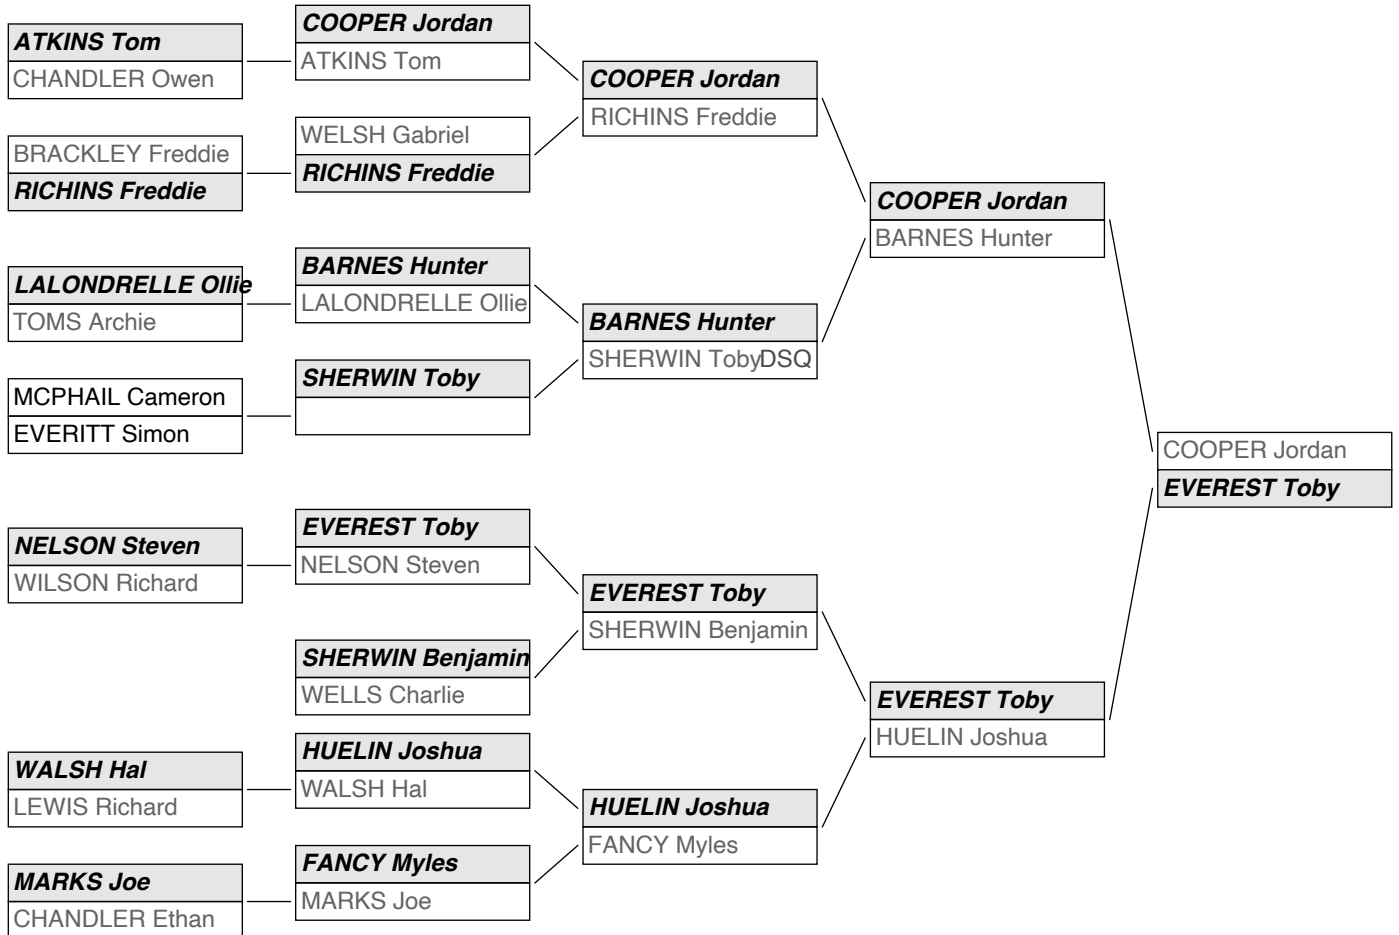 ATKINS Tom
CHANDLER Owen
BRACKLEY Freddie
RICHINS Freddie
LALONDRELLE Ollie
TOMS Archie
MCPHAIL Cameron
EVERITT Simon
NELSON Steven
WILSON Richard
WALSH Hal
LEWIS Richard
MARKS Joe
CHANDLER Ethan
COOPER Jordan
ATKINS Tom
WELSH Gabriel
RICHINS Freddie
BARNES Hunter
LALONDRELLE Ollie
SHERWIN Toby
EVEREST Toby
NELSON Steven
SHERWIN Benjamin
WELLS Charlie
HUELIN Joshua
WALSH Hal
FANCY Myles
MARKS Joe
COOPER Jordan
RICHINS Freddie
BARNES Hunter
SHERWIN TobyDSQ
EVEREST Toby
SHERWIN Benjamin
HUELIN Joshua
FANCY Myles
COOPER Jordan
BARNES Hunter
EVEREST Toby
HUELIN Joshua
COOPER Jordan
EVEREST Toby